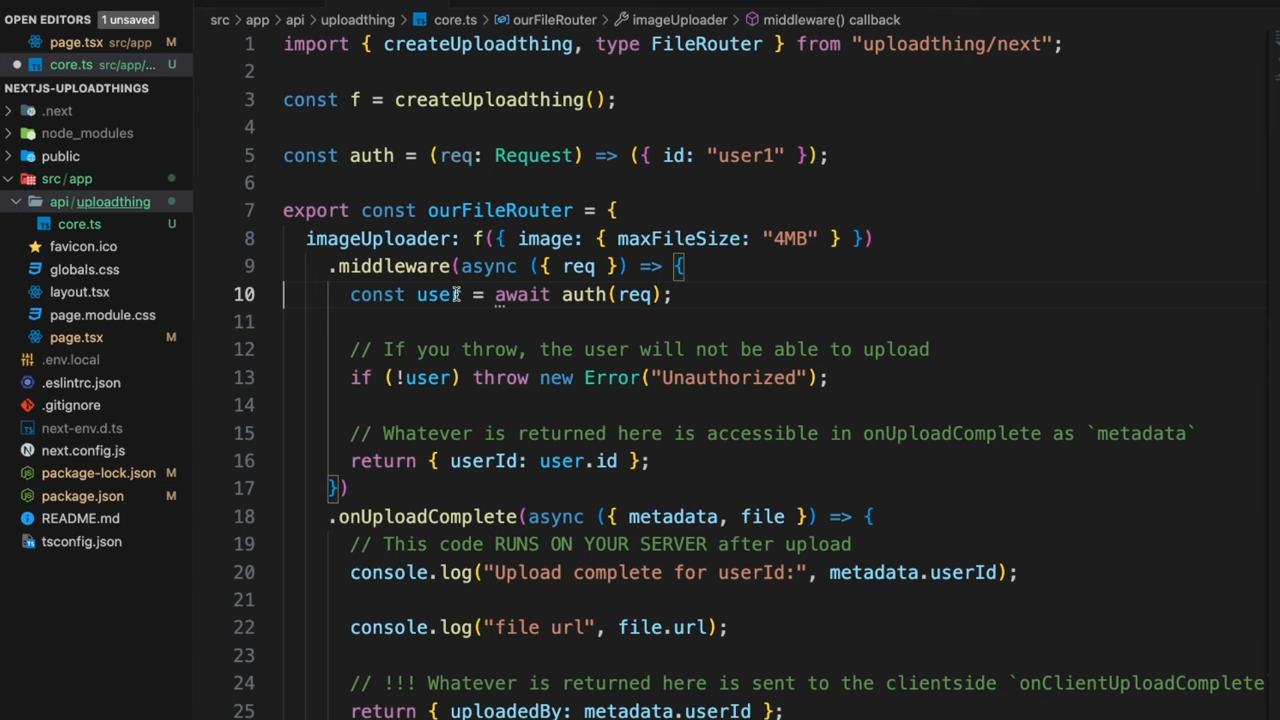 OPEN EDITORS 1 unsaved
page.tsx src/app M
core.ts src/app/... U
NEXTJS-UPLOADTHINGS
.next
node_modules
public
src/app
api/uploadthing
core.ts U
favicon.ico
globals.css
layout.tsx
page.module.css
page.tsx M
.env.local
.eslintrc.json
.gitignore
next-env.d.ts
next.config.js
package-lock.json M
package.json M
README.md
tsconfig.json
src > app > api > uploadthing > core.ts > ourFileRouter > imageUploader > middleware() callback
1 import { createUploadthing, type FileRouter } from "uploadthing/next";
2
3 const f = createUploadthing();
4
5 const auth = (req: Request) => ({ id: "user1" });
6
7 export const ourFileRouter = {
8 imageUploader: f({ image: { maxFileSize: "4MB" } })
9 .middleware(async ({ req }) => {
10 const user = await auth(req);
11
12 // If you throw, the user will not be able to upload
13 if (!user) throw new Error("Unauthorized");
14
15 // Whatever is returned here is accessible in onUploadComplete as `metadata`
16 return { userId: user.id };
17 })
18 .onUploadComplete(async ({ metadata, file }) => {
19 // This code RUNS ON YOUR SERVER after upload
20 console.log("Upload complete for userId:", metadata.userId);
21
22 console.log("file url", file.url);
23
24 // !!! Whatever is returned here is sent to the clientside `onClientUploadComplete
25 return { uploadedBy: metadata.userId };